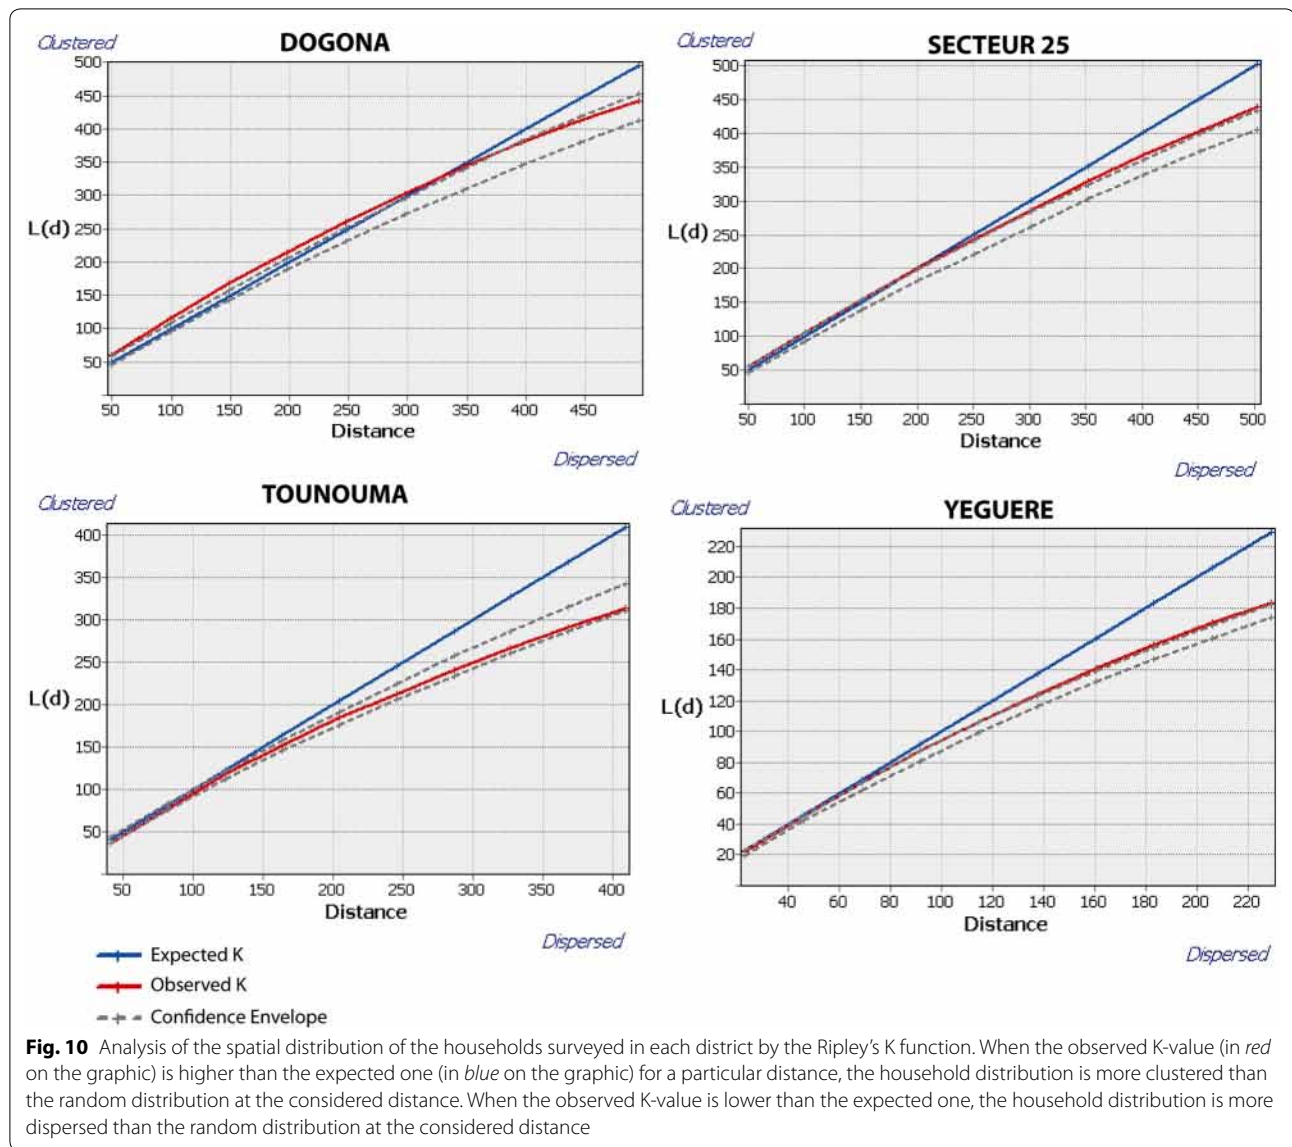 Clustered
DOGONA
500
450
400
350
300
L(d) 250
200
150
100
50
50 100 150 200 250 300 350 400 450
Distance
Dispersed
Clustered
SECTEUR 25
500
450
400
350
300
L(d) 250
200
150
100
50
50 100 150 200 250 300 350 400 450 500
Distance
Dispersed
Clustered
TOUNOUMA
400
350
300
250
L(d) 200
150
100
50
50 100 150 200 250 300 350 400
Distance
Dispersed
Clustered
YEGUERE
220
200
180
160
140
L(d) 120
100
80
60
40
20
40 60 80 100 120 140 160 180 200 220
Distance
Dispersed
Expected K
Observed K
Confidence Envelope
Fig. 10 Analysis of the spatial distribution of the households surveyed in each district by the Ripley's K function. When the observed K-value (in red
on the graphic) is higher than the expected one (in blue on the graphic) for a particular distance, the household distribution is more clustered than
the random distribution at the considered distance. When the observed K-value is lower than the expected one, the household distribution is more
dispersed than the random distribution at the considered distance